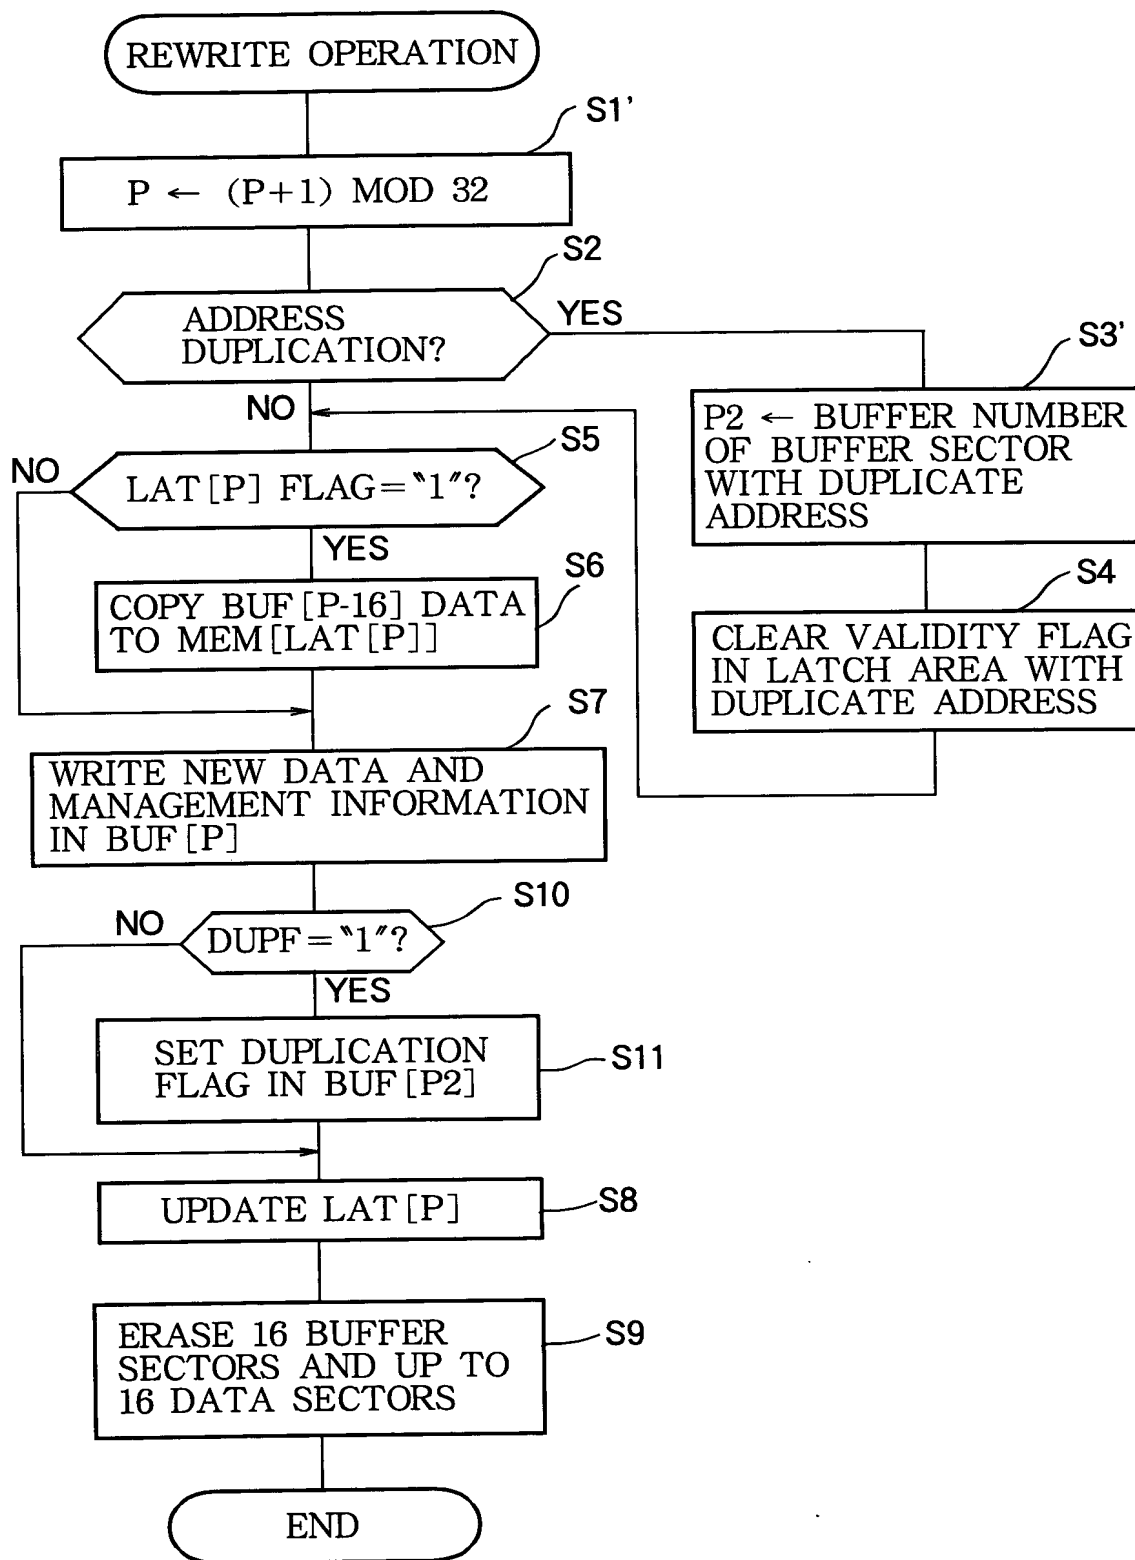 REWRITE OPERATION
S1'
P ← (P+1) MOD 32
S2
ADDRESS
DUPLICATION?
YES
NO
S3'
P2 ← BUFFER NUMBER
OF BUFFER SECTOR
WITH DUPLICATE
ADDRESS
S4
CLEAR VALIDITY FLAG
IN LATCH AREA WITH
DUPLICATE ADDRESS
S5
NO
LAT[P] FLAG=〝1〞?
YES
S6
COPY BUF[P-16] DATA
TO MEM[LAT[P]]
S7
WRITE NEW DATA AND
MANAGEMENT INFORMATION
IN BUF[P]
S10
NO
DUPF=〝1〞?
YES
SET DUPLICATION
FLAG IN BUF[P2]
S11
UPDATE LAT[P]
S8
ERASE 16 BUFFER
SECTORS AND UP TO
16 DATA SECTORS
S9
END